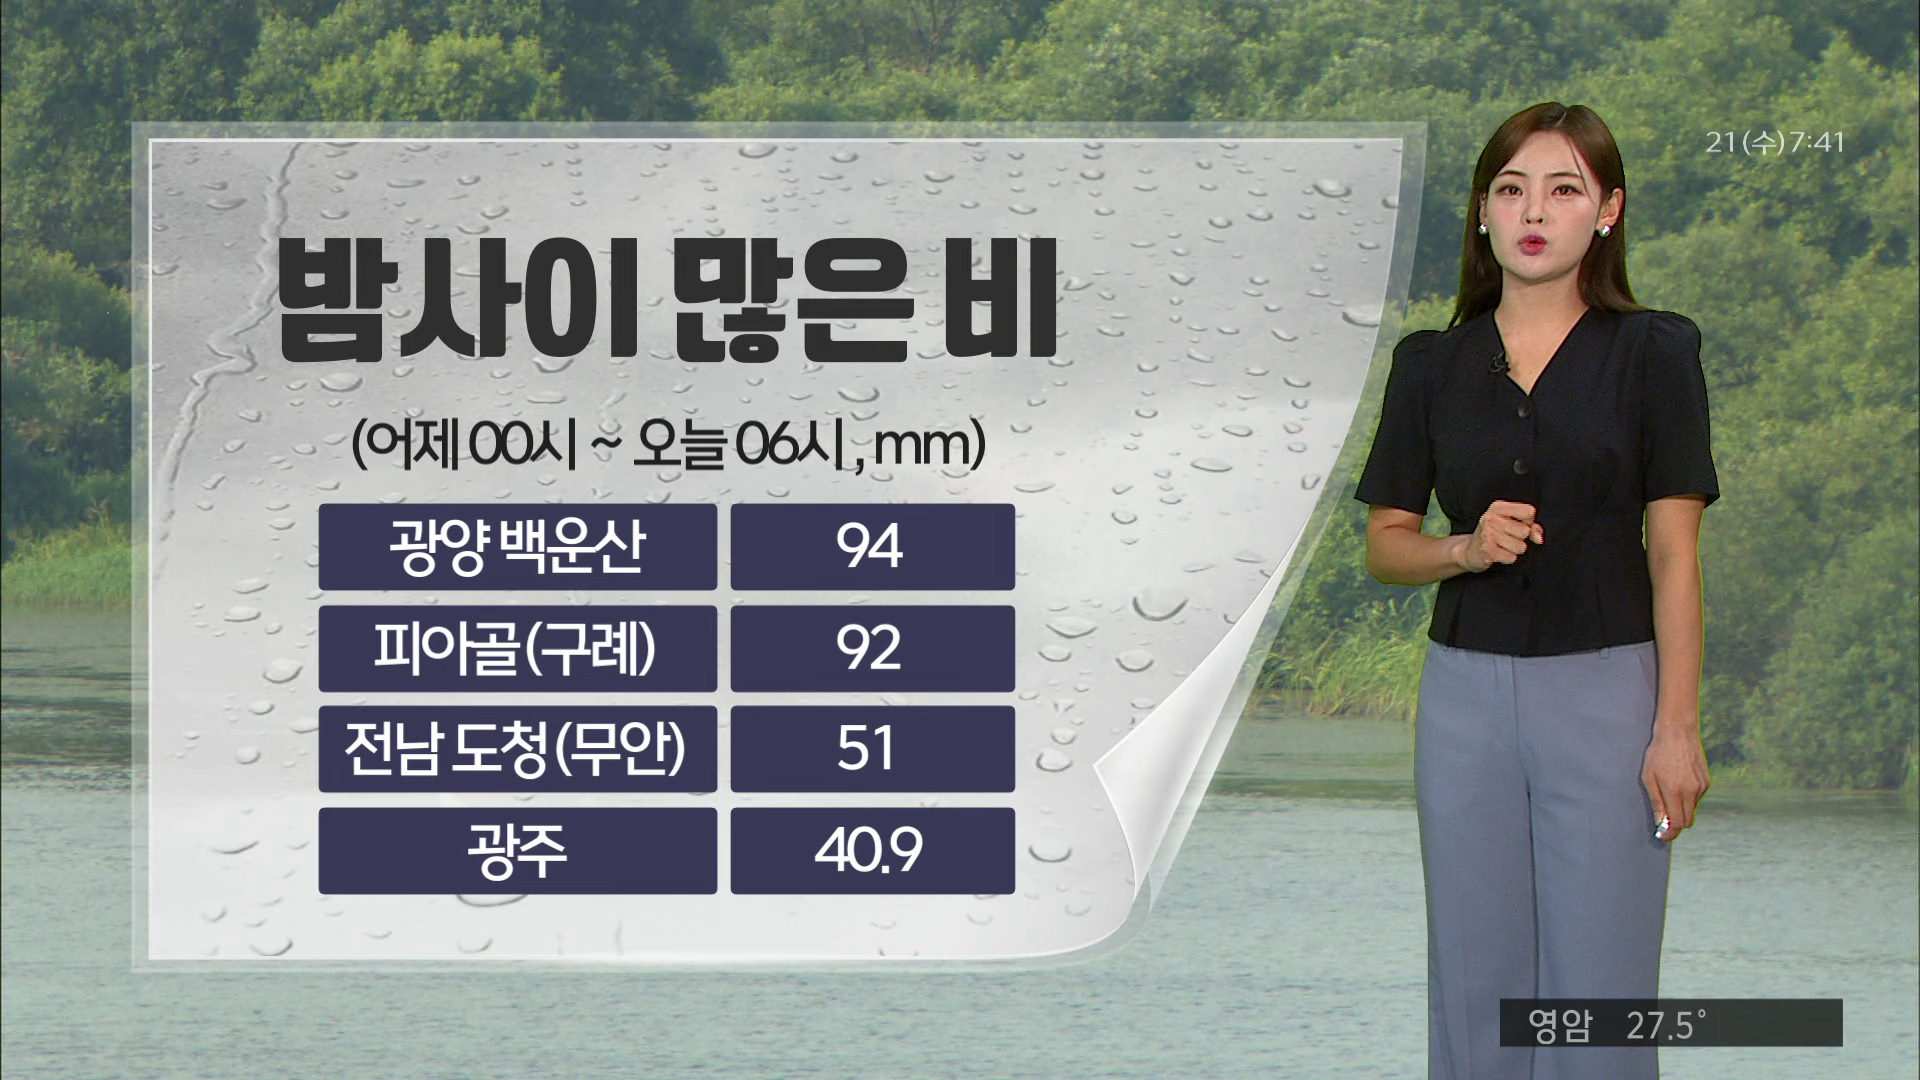 21(수)7:41
밤사이 많은 비
(어제 00시 ~ 오늘 06시, mm)
광양 백운산 94
피아골(구례) 92
전남 도청(무안) 51
광주 40.9
영암 27.5°